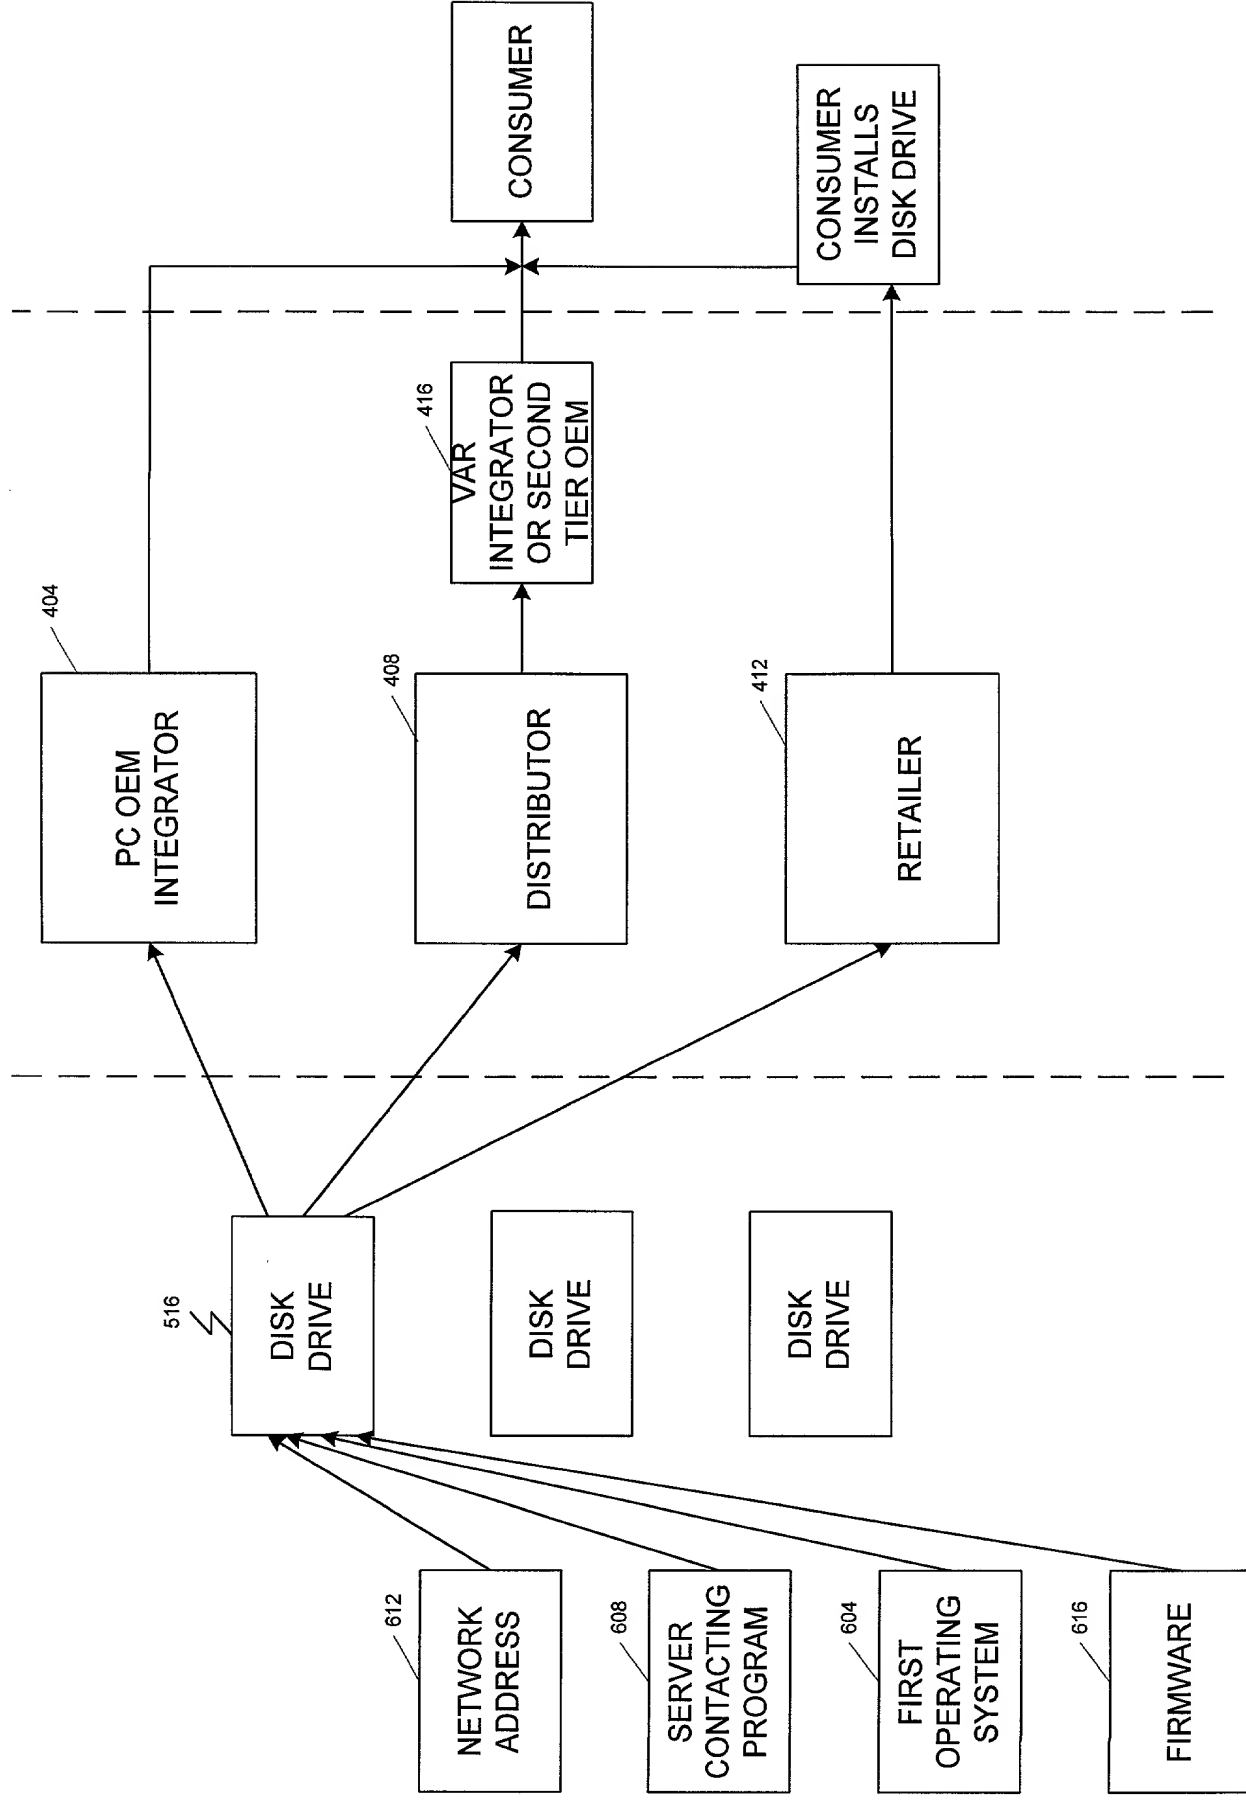 612
NETWORK
ADDRESS
608
SERVER
CONTACTING
PROGRAM
604
FIRST
OPERATING
SYSTEM
616
FIRMWARE
516
DISK
DRIVE
DISK
DRIVE
DISK
DRIVE
404
PC OEM
INTEGRATOR
408
DISTRIBUTOR
412
RETAILER
416
VAR
INTEGRATOR
OR SECOND
TIER OEM
CONSUMER
CONSUMER
INSTALLS
DISK DRIVE